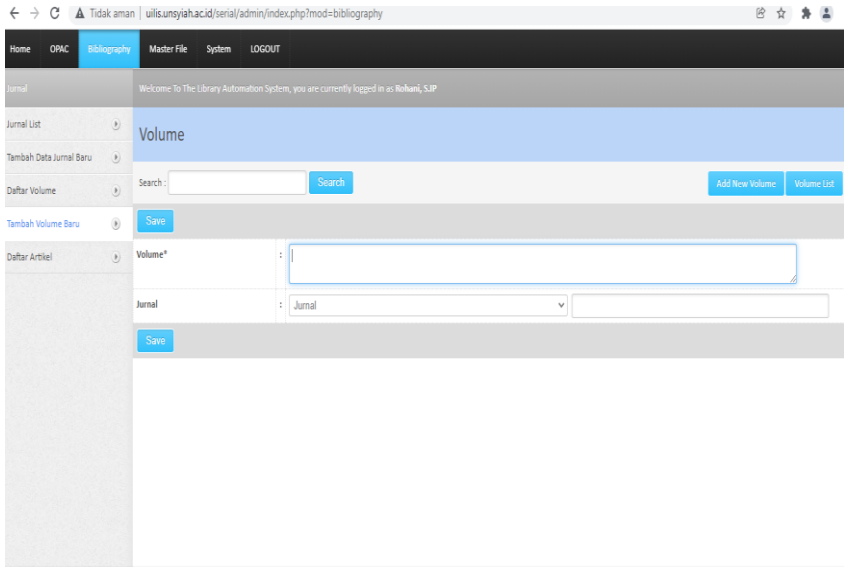 Tidak aman | uilis.unsyiah.ac.id/serial/admin/index.php?mod=bibliography
Home OPAC Bibliography Master File System LOGOUT
Jurnal
Welcome To The Library Automation System, you are currently logged in as Rohani, S.IP
Jurnal List
Tambah Data Jurnal Baru
Daftar Volume
Tambah Volume Baru
Daftar Artikel
Volume
Search : Search Add New Volume Volume List
Save
Volume* :
Jurnal : Jurnal
Save